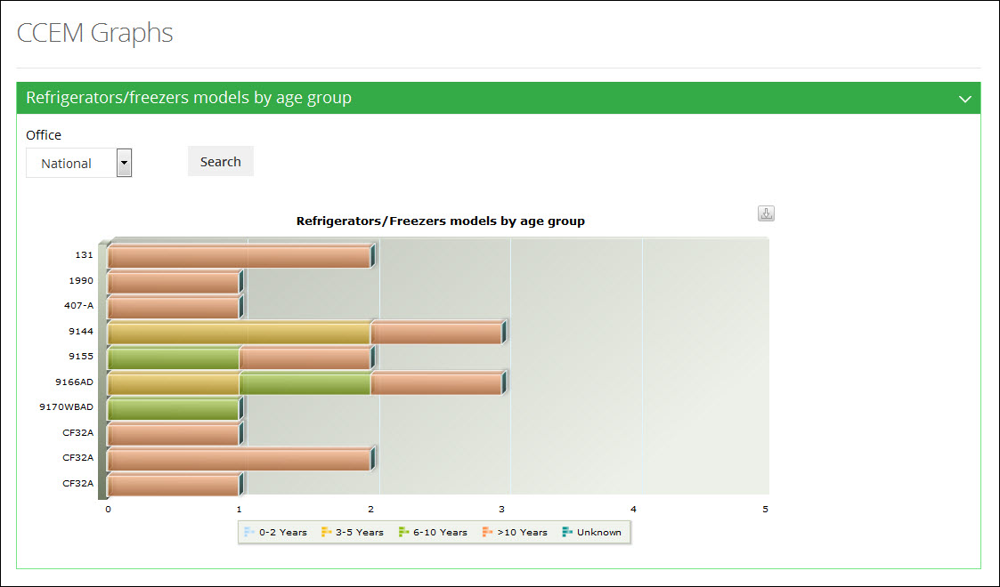 CCEM Graphs
Refrigerators/freezers models by age group
Office
National
Search
Refrigerators/Freezers models by age group
131
1990
407-A
9144
9155
9166AD
9170WBAD
CF32A
CF32A
CF32A
0 1 2 3 4 5
0-2 Years 3-5 Years 6-10 Years >10 Years Unknown